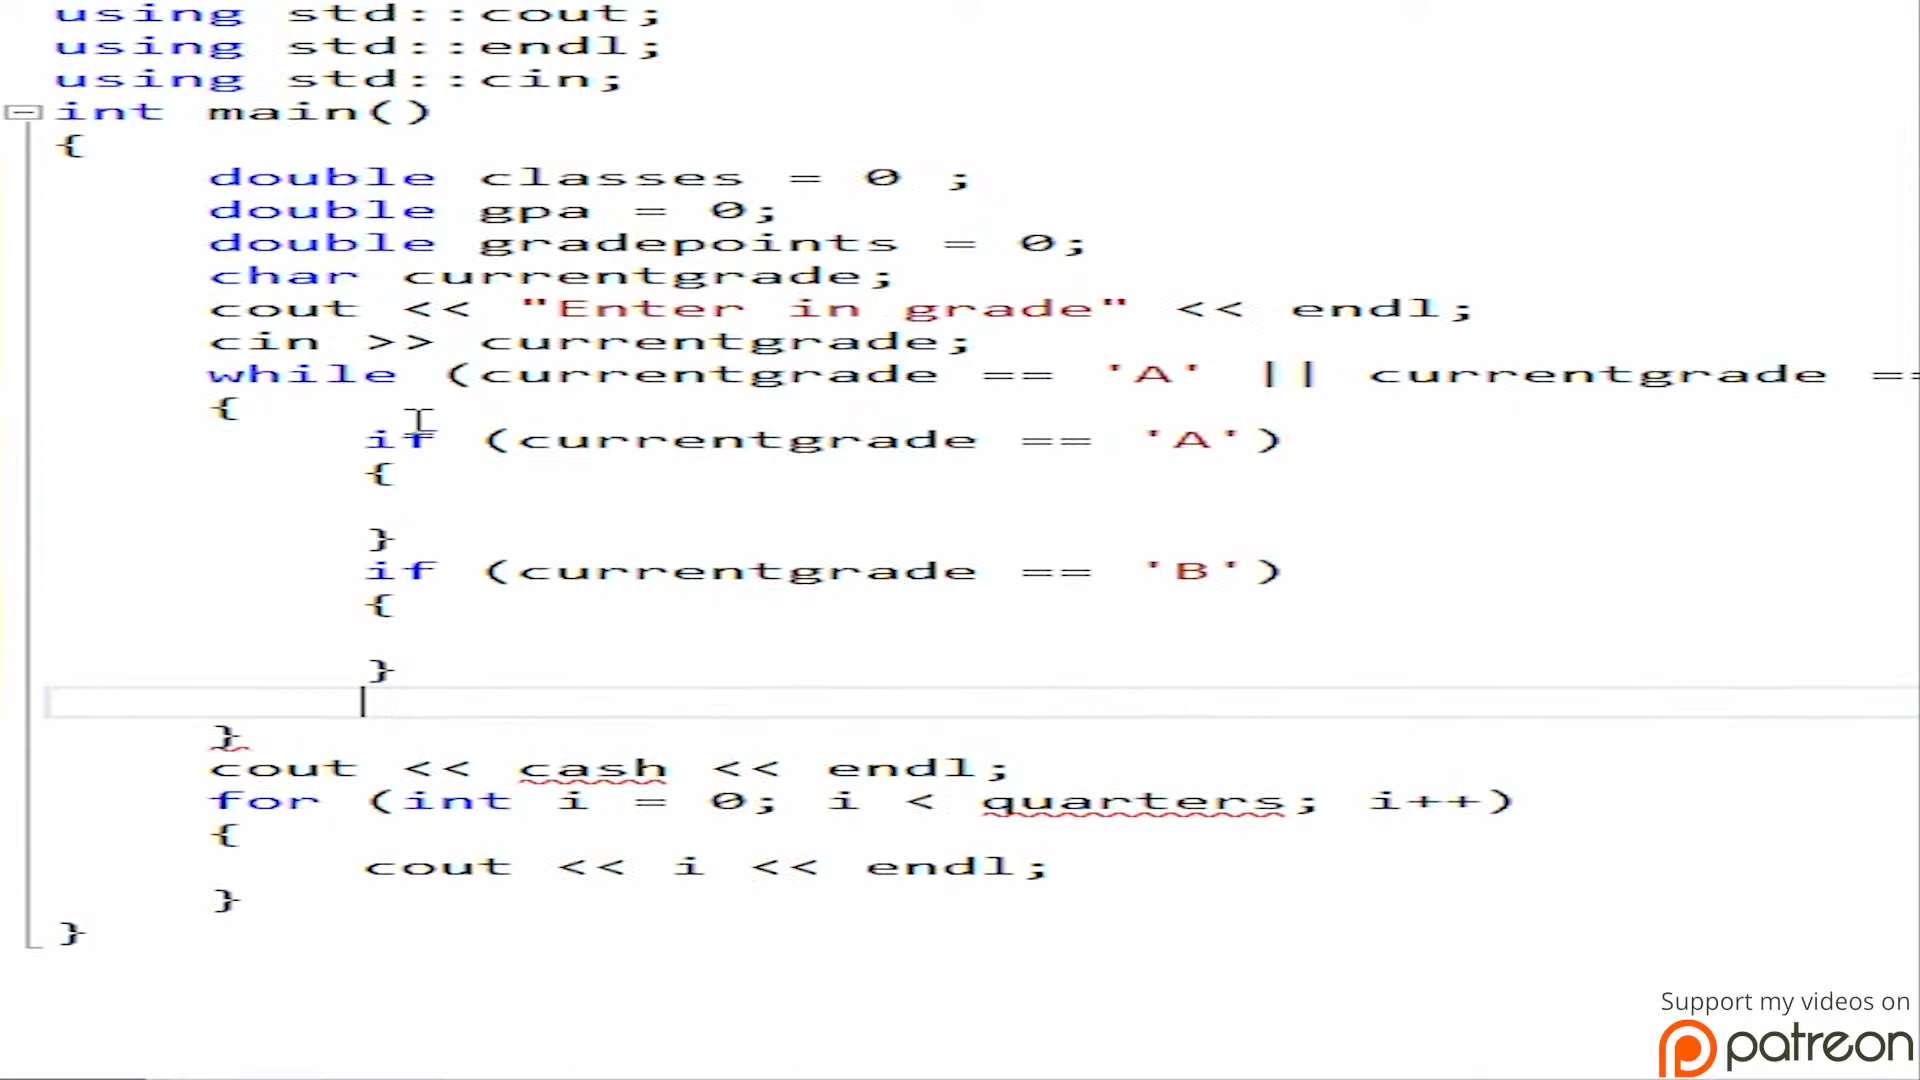 using std::cout;
using std::endl;
using std::cin;
int main()
{
double classes = 0 ;
double gpa = 0;
double gradepoints = 0;
char currentgrade;
cout << "Enter in grade" << endl;
cin >> currentgrade;
while (currentgrade == 'A' || currentgrade ==
{
if (currentgrade == 'A')
{
}
if (currentgrade == 'B')
{
}
}
cout << cash << endl;
for (int i = 0; i < quarters; i++)
{
cout << i << endl;
}
}
Support my videos on
patreon